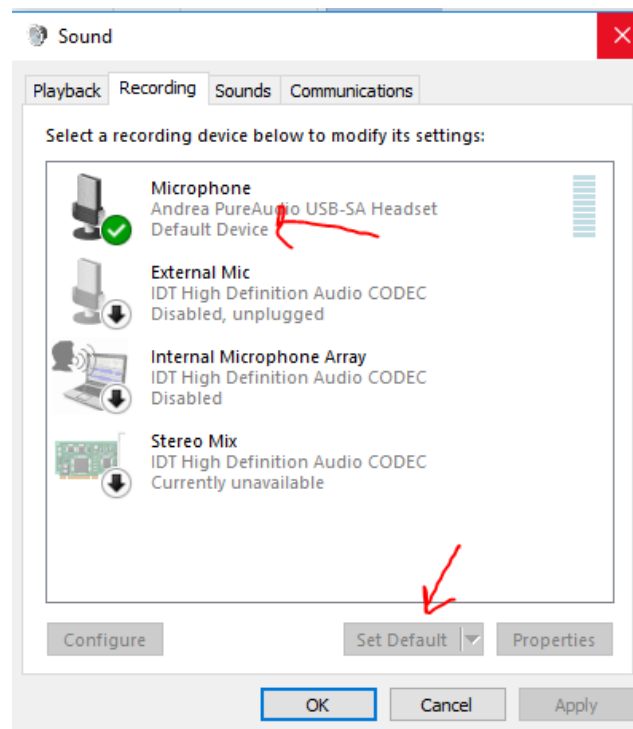 Sound
Playback Recording Sounds Communications
Select a recording device below to modify its settings:
Microphone
Andrea PureAudio USB-SA Headset
Default Device
External Mic
IDT High Definition Audio CODEC
Disabled, unplugged
Internal Microphone Array
IDT High Definition Audio CODEC
Disabled
Stereo Mix
IDT High Definition Audio CODEC
Currently unavailable
Configure Set Default Properties
OK Cancel Apply